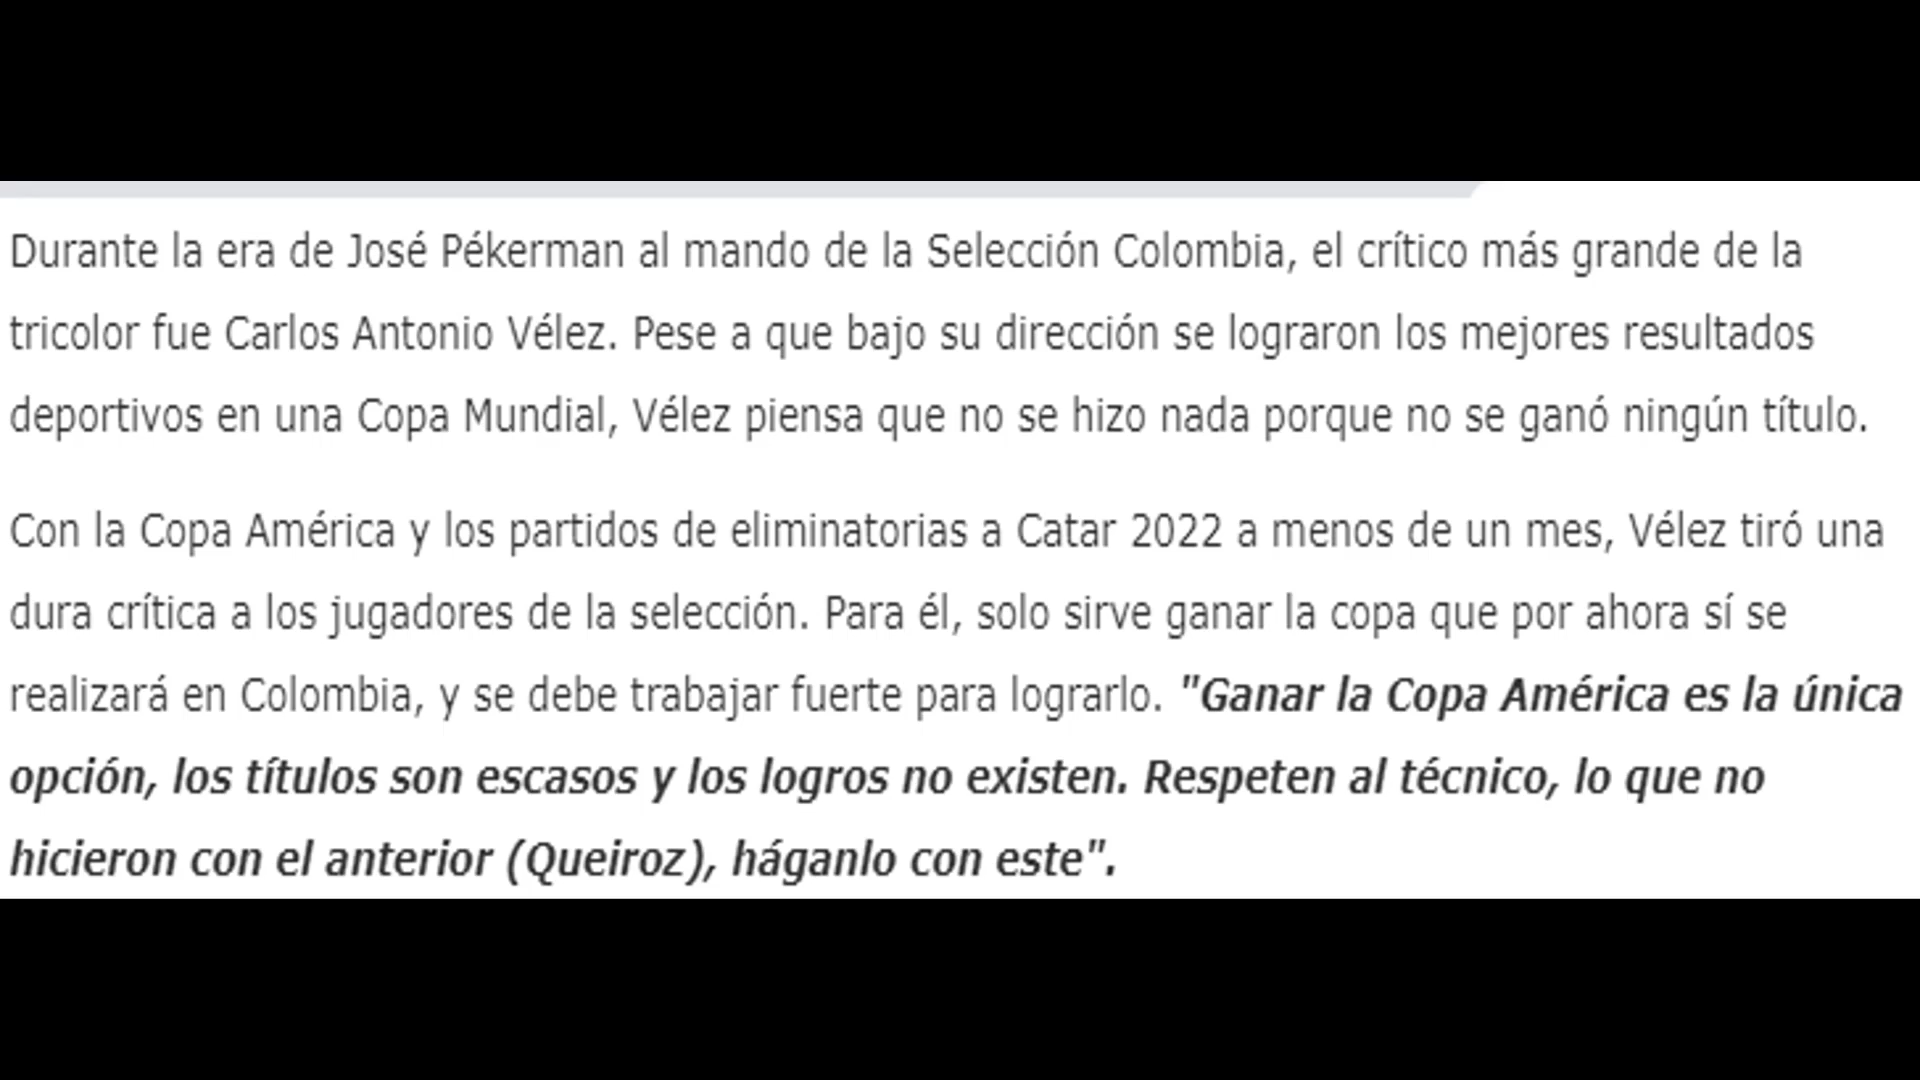 Durante la era de José Pékerman al mando de la Selección Colombia, el crítico más grande de la
tricolor fue Carlos Antonio Vélez. Pese a que bajo su dirección se lograron los mejores resultados
deportivos en una Copa Mundial, Vélez piensa que no se hizo nada porque no se ganó ningún título.
Con la Copa América y los partidos de eliminatorias a Catar 2022 a menos de un mes, Vélez tiró una
dura crítica a los jugadores de la selección. Para él, solo sirve ganar la copa que por ahora sí se
realizará en Colombia, y se debe trabajar fuerte para lograrlo. "Ganar la Copa América es la única
opción, los títulos son escasos y los logros no existen. Respeten al técnico, lo que no
hicieron con el anterior (Queiroz), háganlo con este".